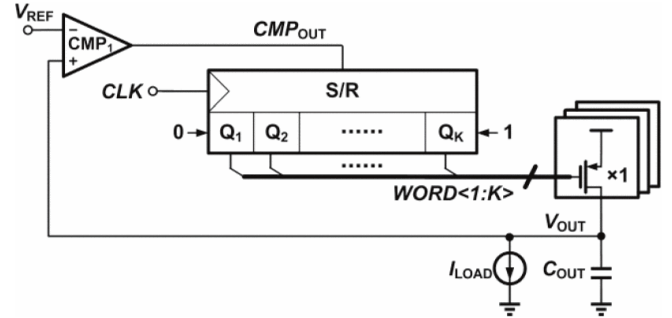 VREF
−
CMP1
+
CMPOUT
CLK
S/R
0
Q1
Q2
......
QK
1
......
WORD<1:K>
×1
VOUT
ILOAD
COUT